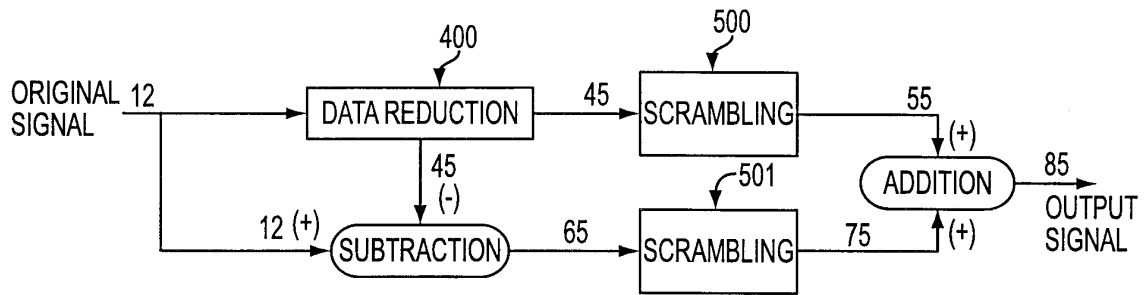 400
500
ORIGINAL 12
SIGNAL
DATA REDUCTION
45
SCRAMBLING
55
(+)
45
(-)
501
ADDITION
85
OUTPUT
SIGNAL
12 (+)
SUBTRACTION
65
SCRAMBLING
75
(+)